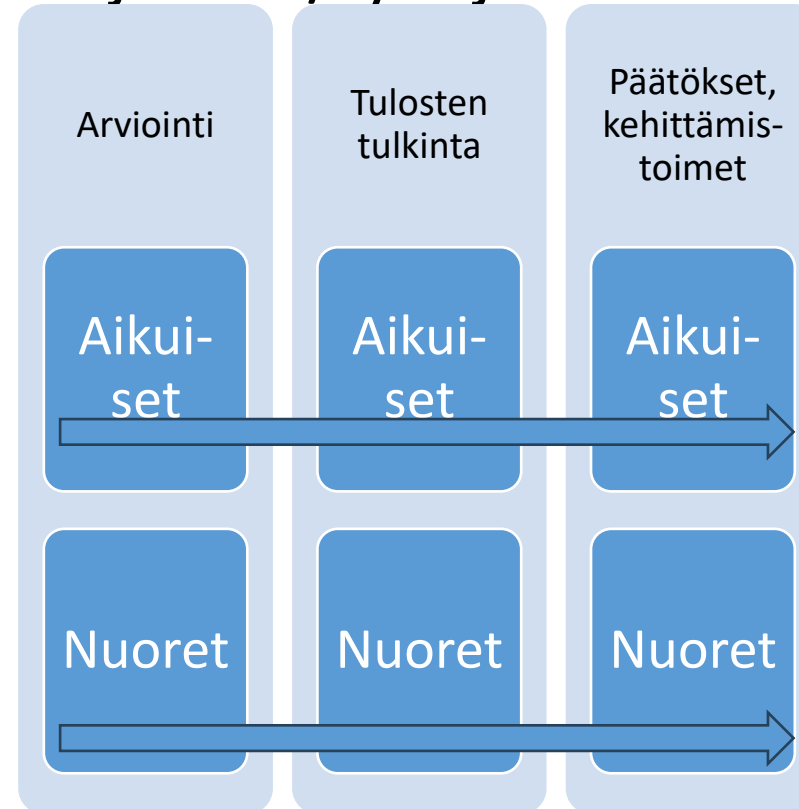 Arviointi
Tulosten
tulkinta
Päätökset,
kehittämis-
toimet
Aikui-
set
Aikui-
set
Aikui-
set
Nuoret
Nuoret
Nuoret